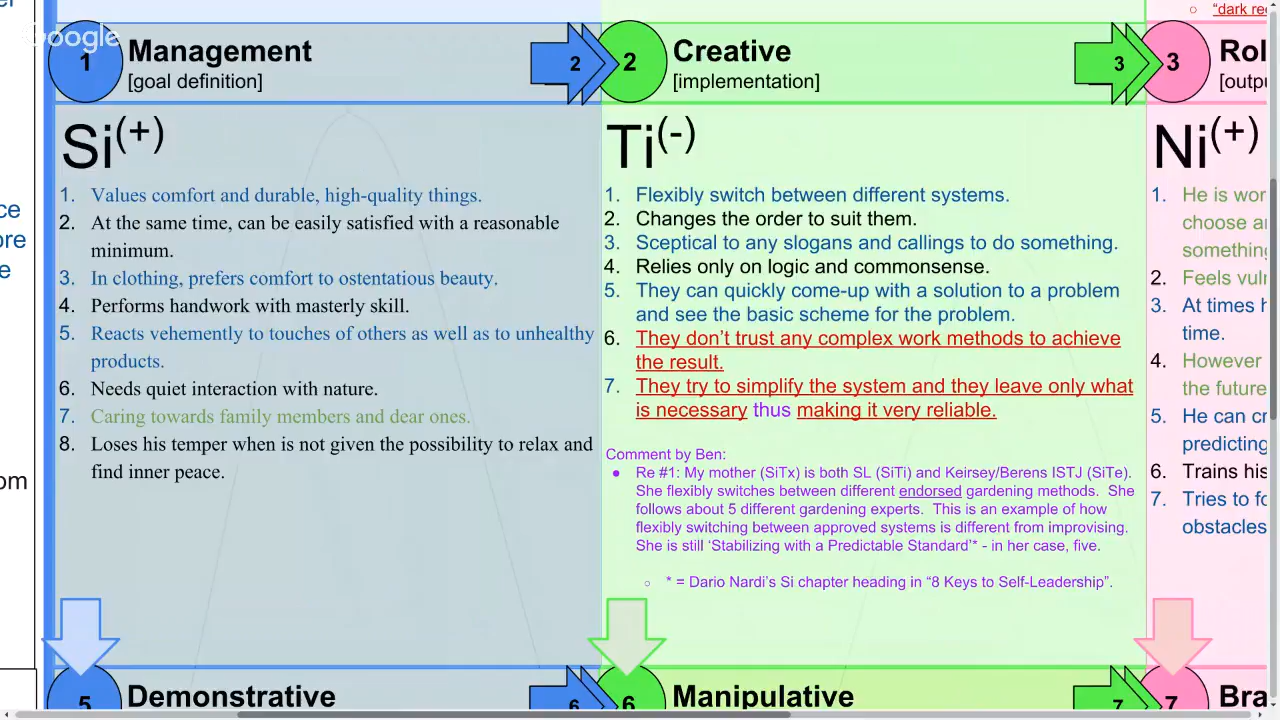 er
Google
"dark
1
Management
[goal definition]
2
2
Creative
[implementation]
3
3
Si(+)
1. Values comfort and durable, high-quality things.
2. At the same time, can be easily satisfied with a reasonable
minimum.
3. In clothing, prefers comfort to ostentatious beauty.
4. Performs handwork with masterly skill.
5. Reacts vehemently to touches of others as well as to unhealthy
products.
6. Needs quiet interaction with nature.
7. Caring towards family members and dear ones.
8. Loses his temper when is not given the possibility to relax and
find inner peace.
Ti(-)
1. Flexibly switch between different systems.
2. Changes the order to suit them.
3. Sceptical to any slogans and callings to do something.
4. Relies only on logic and commonsense.
5. They can quickly come-up with a solution to a problem
and see the basic scheme for the problem.
6. They don't trust any complex work methods to achieve
the result.
7. They try to simplify the system and they leave only what
is necessary thus making it very reliable.
Comment by Ben:
● Re #1: My mother (SiTx) is both SL (SiTi) and Keirsey/Berens ISTJ (SiTe).
She flexibly switches between different endorsed gardening methods. She
follows about 5 different gardening experts. This is an example of how
flexibly switching between approved systems is different from improvising.
She is still 'Stabilizing with a Predictable Standard'* - in her case, five.
○ * = Dario Nardi's Si chapter heading in "8 Keys to Self-Leadership".
Ni(+)
1. He is
choose
something
2. Feels
3. At times
time.
4. However
the future
5. He can
predicting
6. Trains his
7. Tries to
obstacles
5
Demonstrative
6
6
Manipulative
7
7